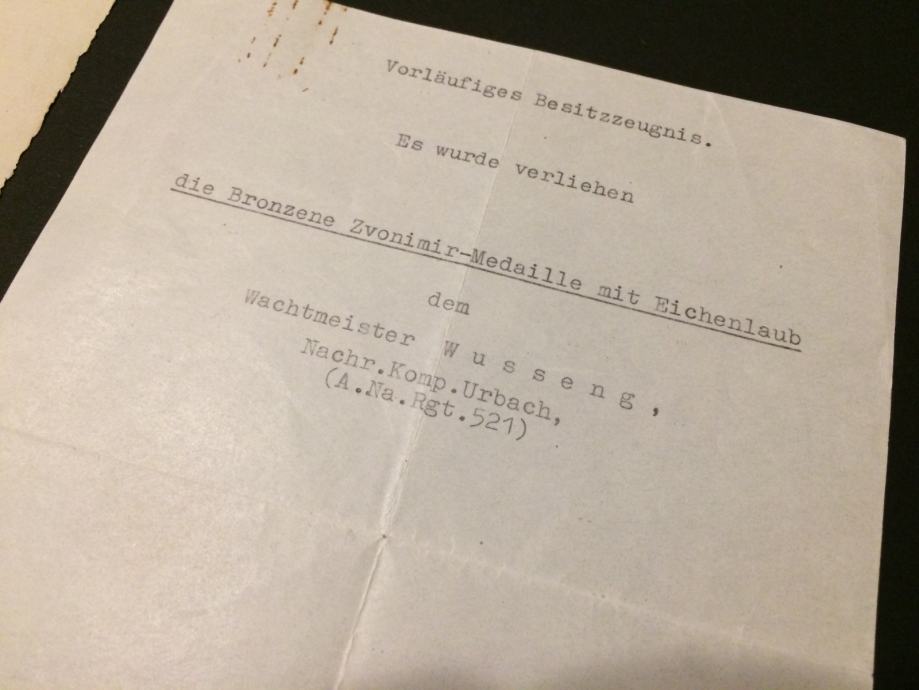 Vorläufiges Besitzzeugnis.
Es wurde verliehen
die Bronzene Zvonimir-Medaille mit Eichenlaub
dem
Wachtmeister W u s s e n g ,
Nachr.Komp.Urbach,
(A.Na.Rgt.521)